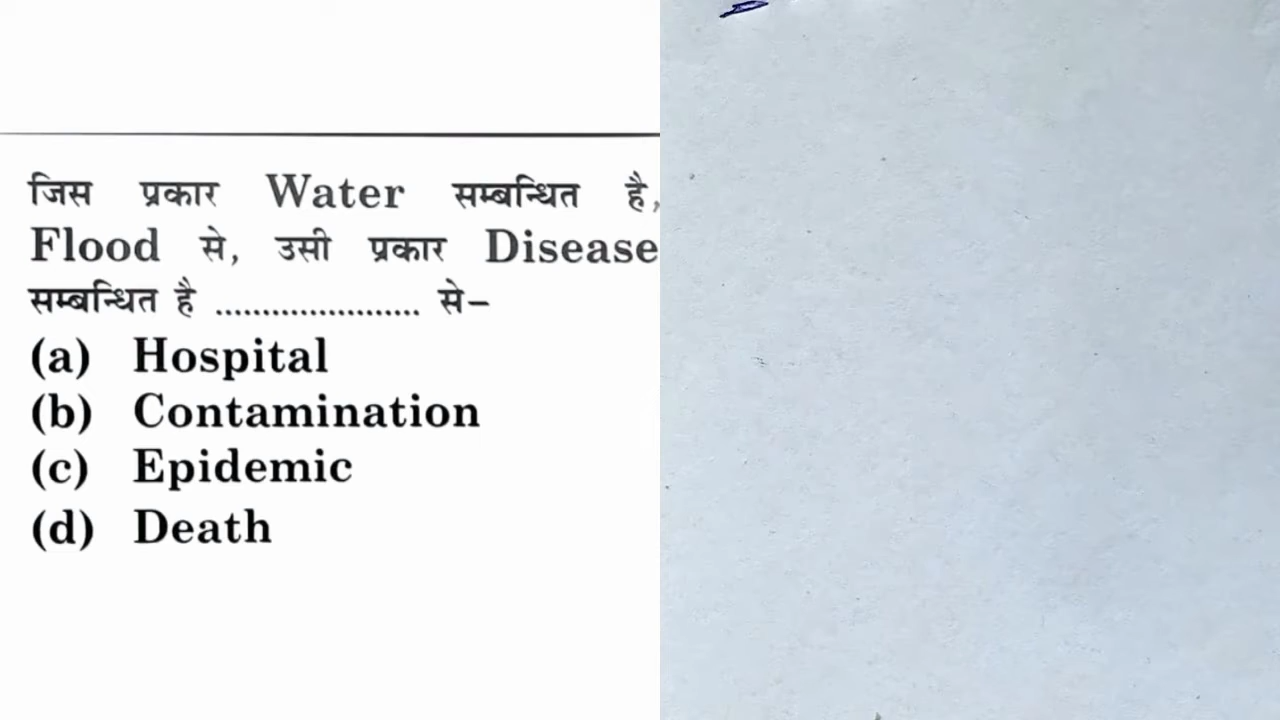 जिस प्रकार Water सम्बन्धित है,
Flood से, उसी प्रकार Disease
सम्बन्धित है ...................... से–
(a) Hospital
(b) Contamination
(c) Epidemic
(d) Death